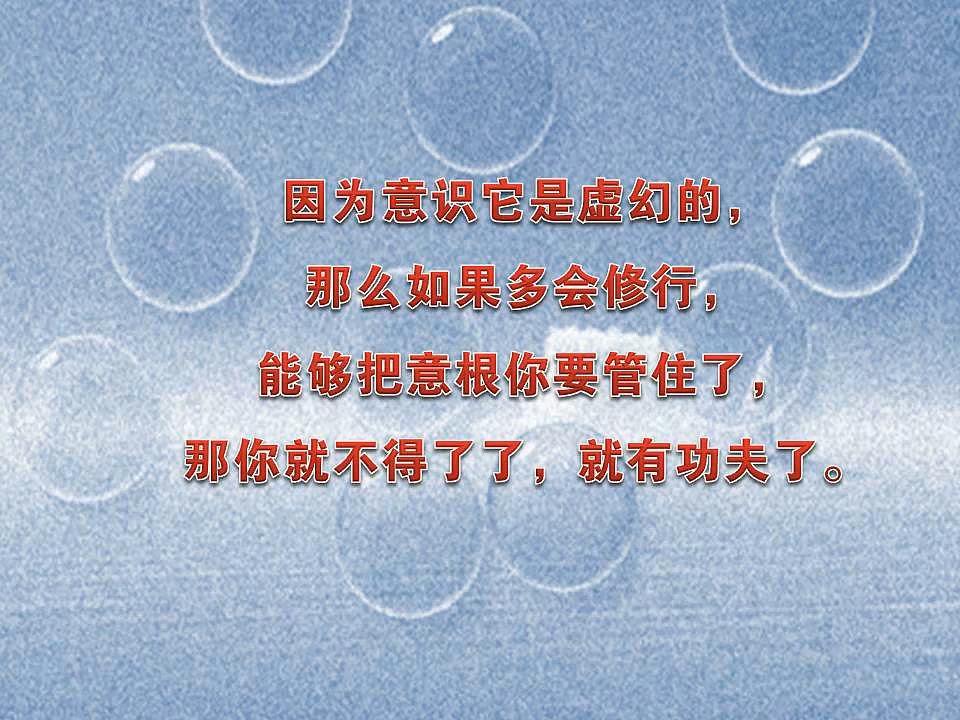 因为意识它是虚幻的，
那么如果多会修行，
能够把意根你要管住了，
那你就不得了了，就有功夫了。